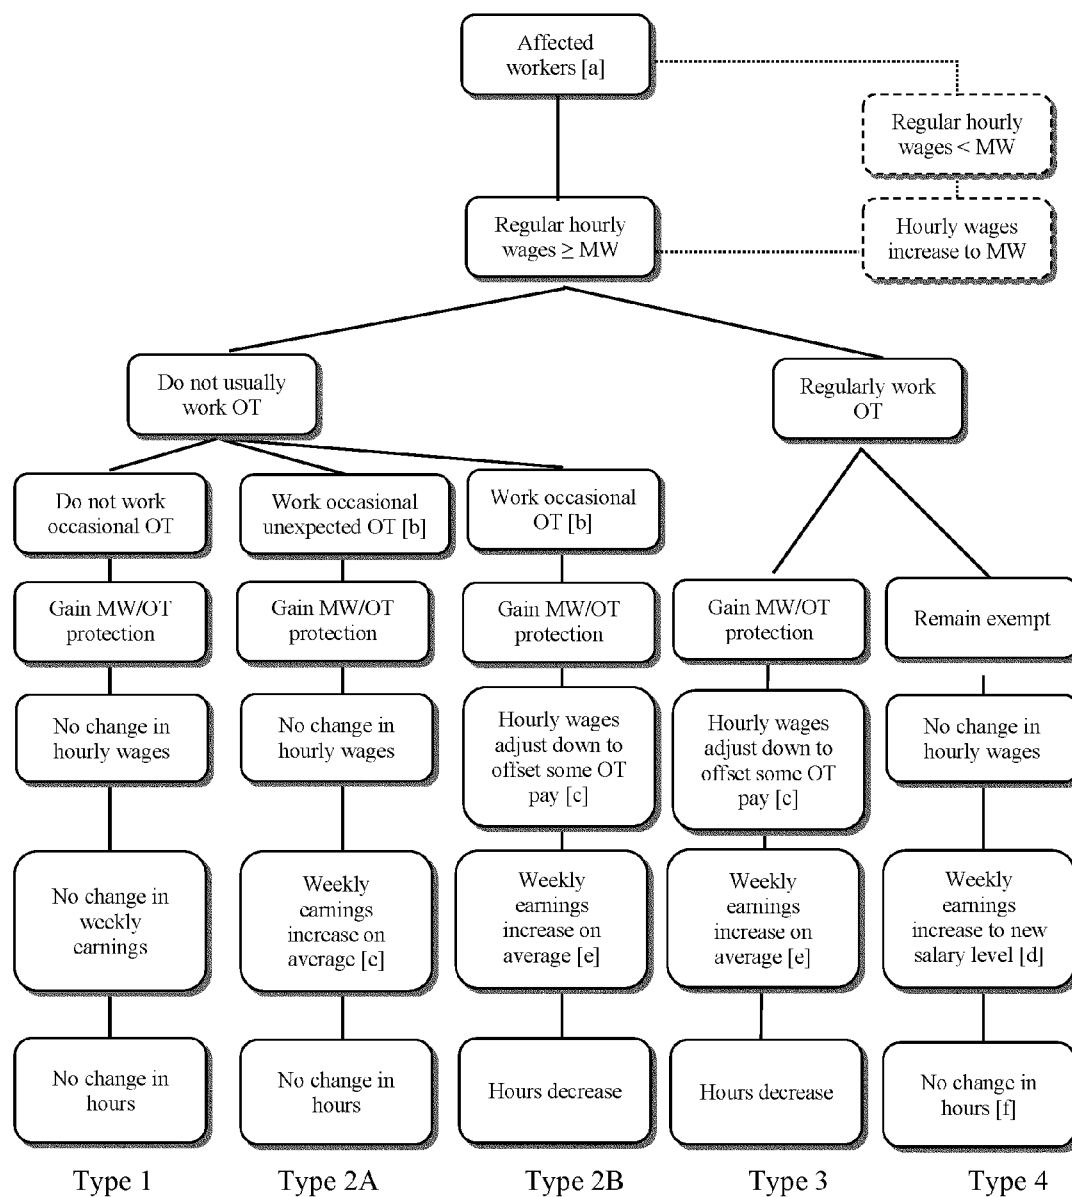 Affected
workers [a]
Regular hourly
wages < MW
Regular hourly
wages ≥ MW
Hourly wages
increase to MW
Do not usually
work OT
Regularly work
OT
Do not work
occasional OT
Work occasional
unexpected OT [b]
Work occasional
OT [b]
Gain MW/OT
protection
Gain MW/OT
protection
Gain MW/OT
protection
Gain MW/OT
protection
Remain exempt
No change in
hourly wages
No change in
hourly wages
Hourly wages
adjust down to
offset some OT
pay [c]
Hourly wages
adjust down to
offset some OT
pay [c]
No change in
hourly wages
No change in
weekly
earnings
Weekly
earnings
increase on
average [e]
Weekly
earnings
increase on
average [e]
Weekly
earnings
increase on
average [e]
Weekly
earnings
increase to new
salary level [d]
No change in
hours
No change in
hours
Hours decrease
Hours decrease
No change in
hours [f]
Type 1
Type 2A
Type 2B
Type 3
Type 4